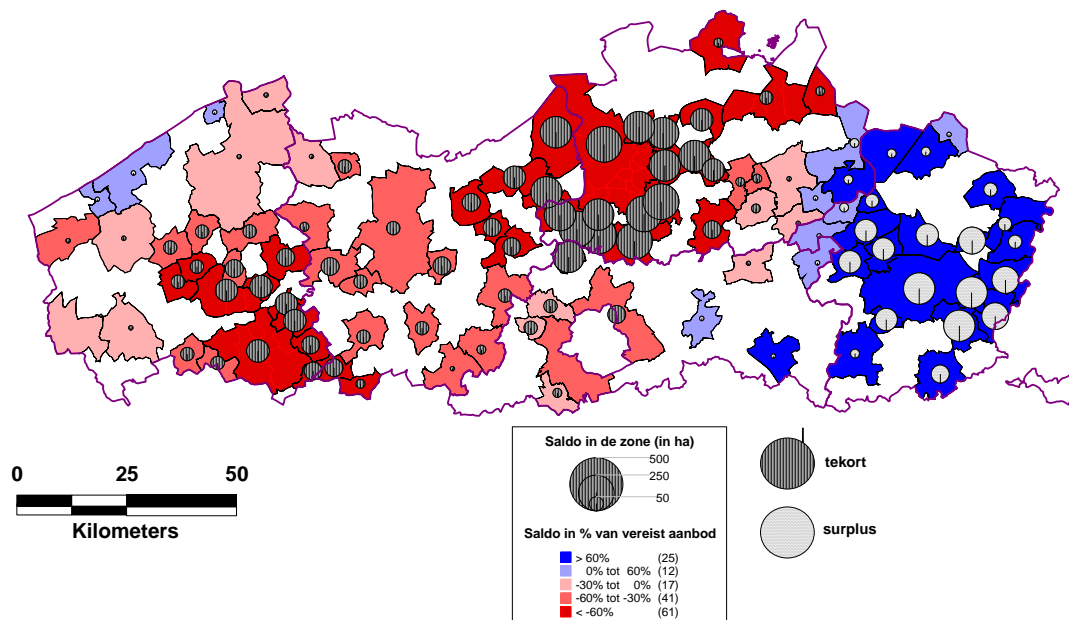 Saldo in de zone (in ha)
500
250
50
Saldo in % van vereist aanbod
> 60% (25)
0% tot 60% (12)
-30% tot 0% (17)
-60% tot -30% (41)
< -60% (61)
tekort
surplus
0 25 50
Kilometers